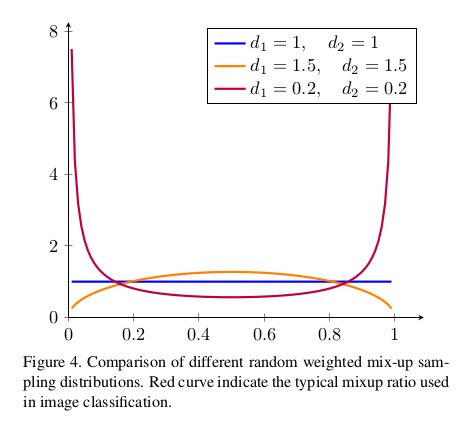 8
d₁ = 1, d₂ = 1
d₁ = 1.5, d₂ = 1.5
d₁ = 0.2, d₂ = 0.2
6
4
2
0
0 0.2 0.4 0.6 0.8 1
Figure 4. Comparison of different random weighted mix-up sam-
pling distributions. Red curve indicate the typical mixup ratio used
in image classification.